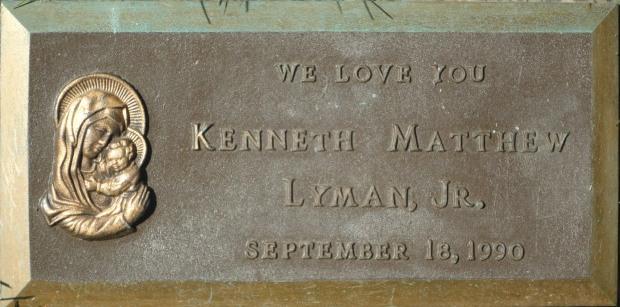 WE LOVE YOU
KENNETH MATTHEW
LYMAN, JR.
SEPTEMBER 18, 1990